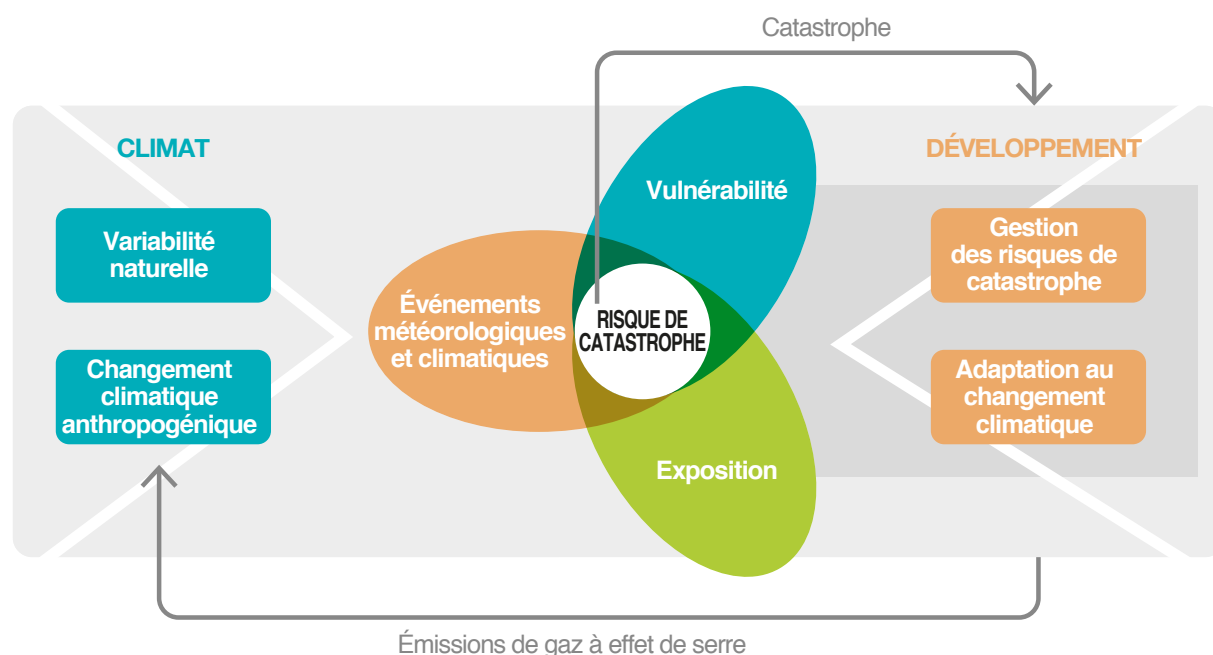 Catastrophe
CLIMAT
DÉVELOPPEMENT
Vulnérabilité
Variabilité
naturelle
Gestion
des risques de
catastrophe
Événements
météorologiques
et climatiques
RISQUE DE
CATASTROPHE
Changement
climatique
anthropogénique
Adaptation au
changement
climatique
Exposition
Émissions de gaz à effet de serre